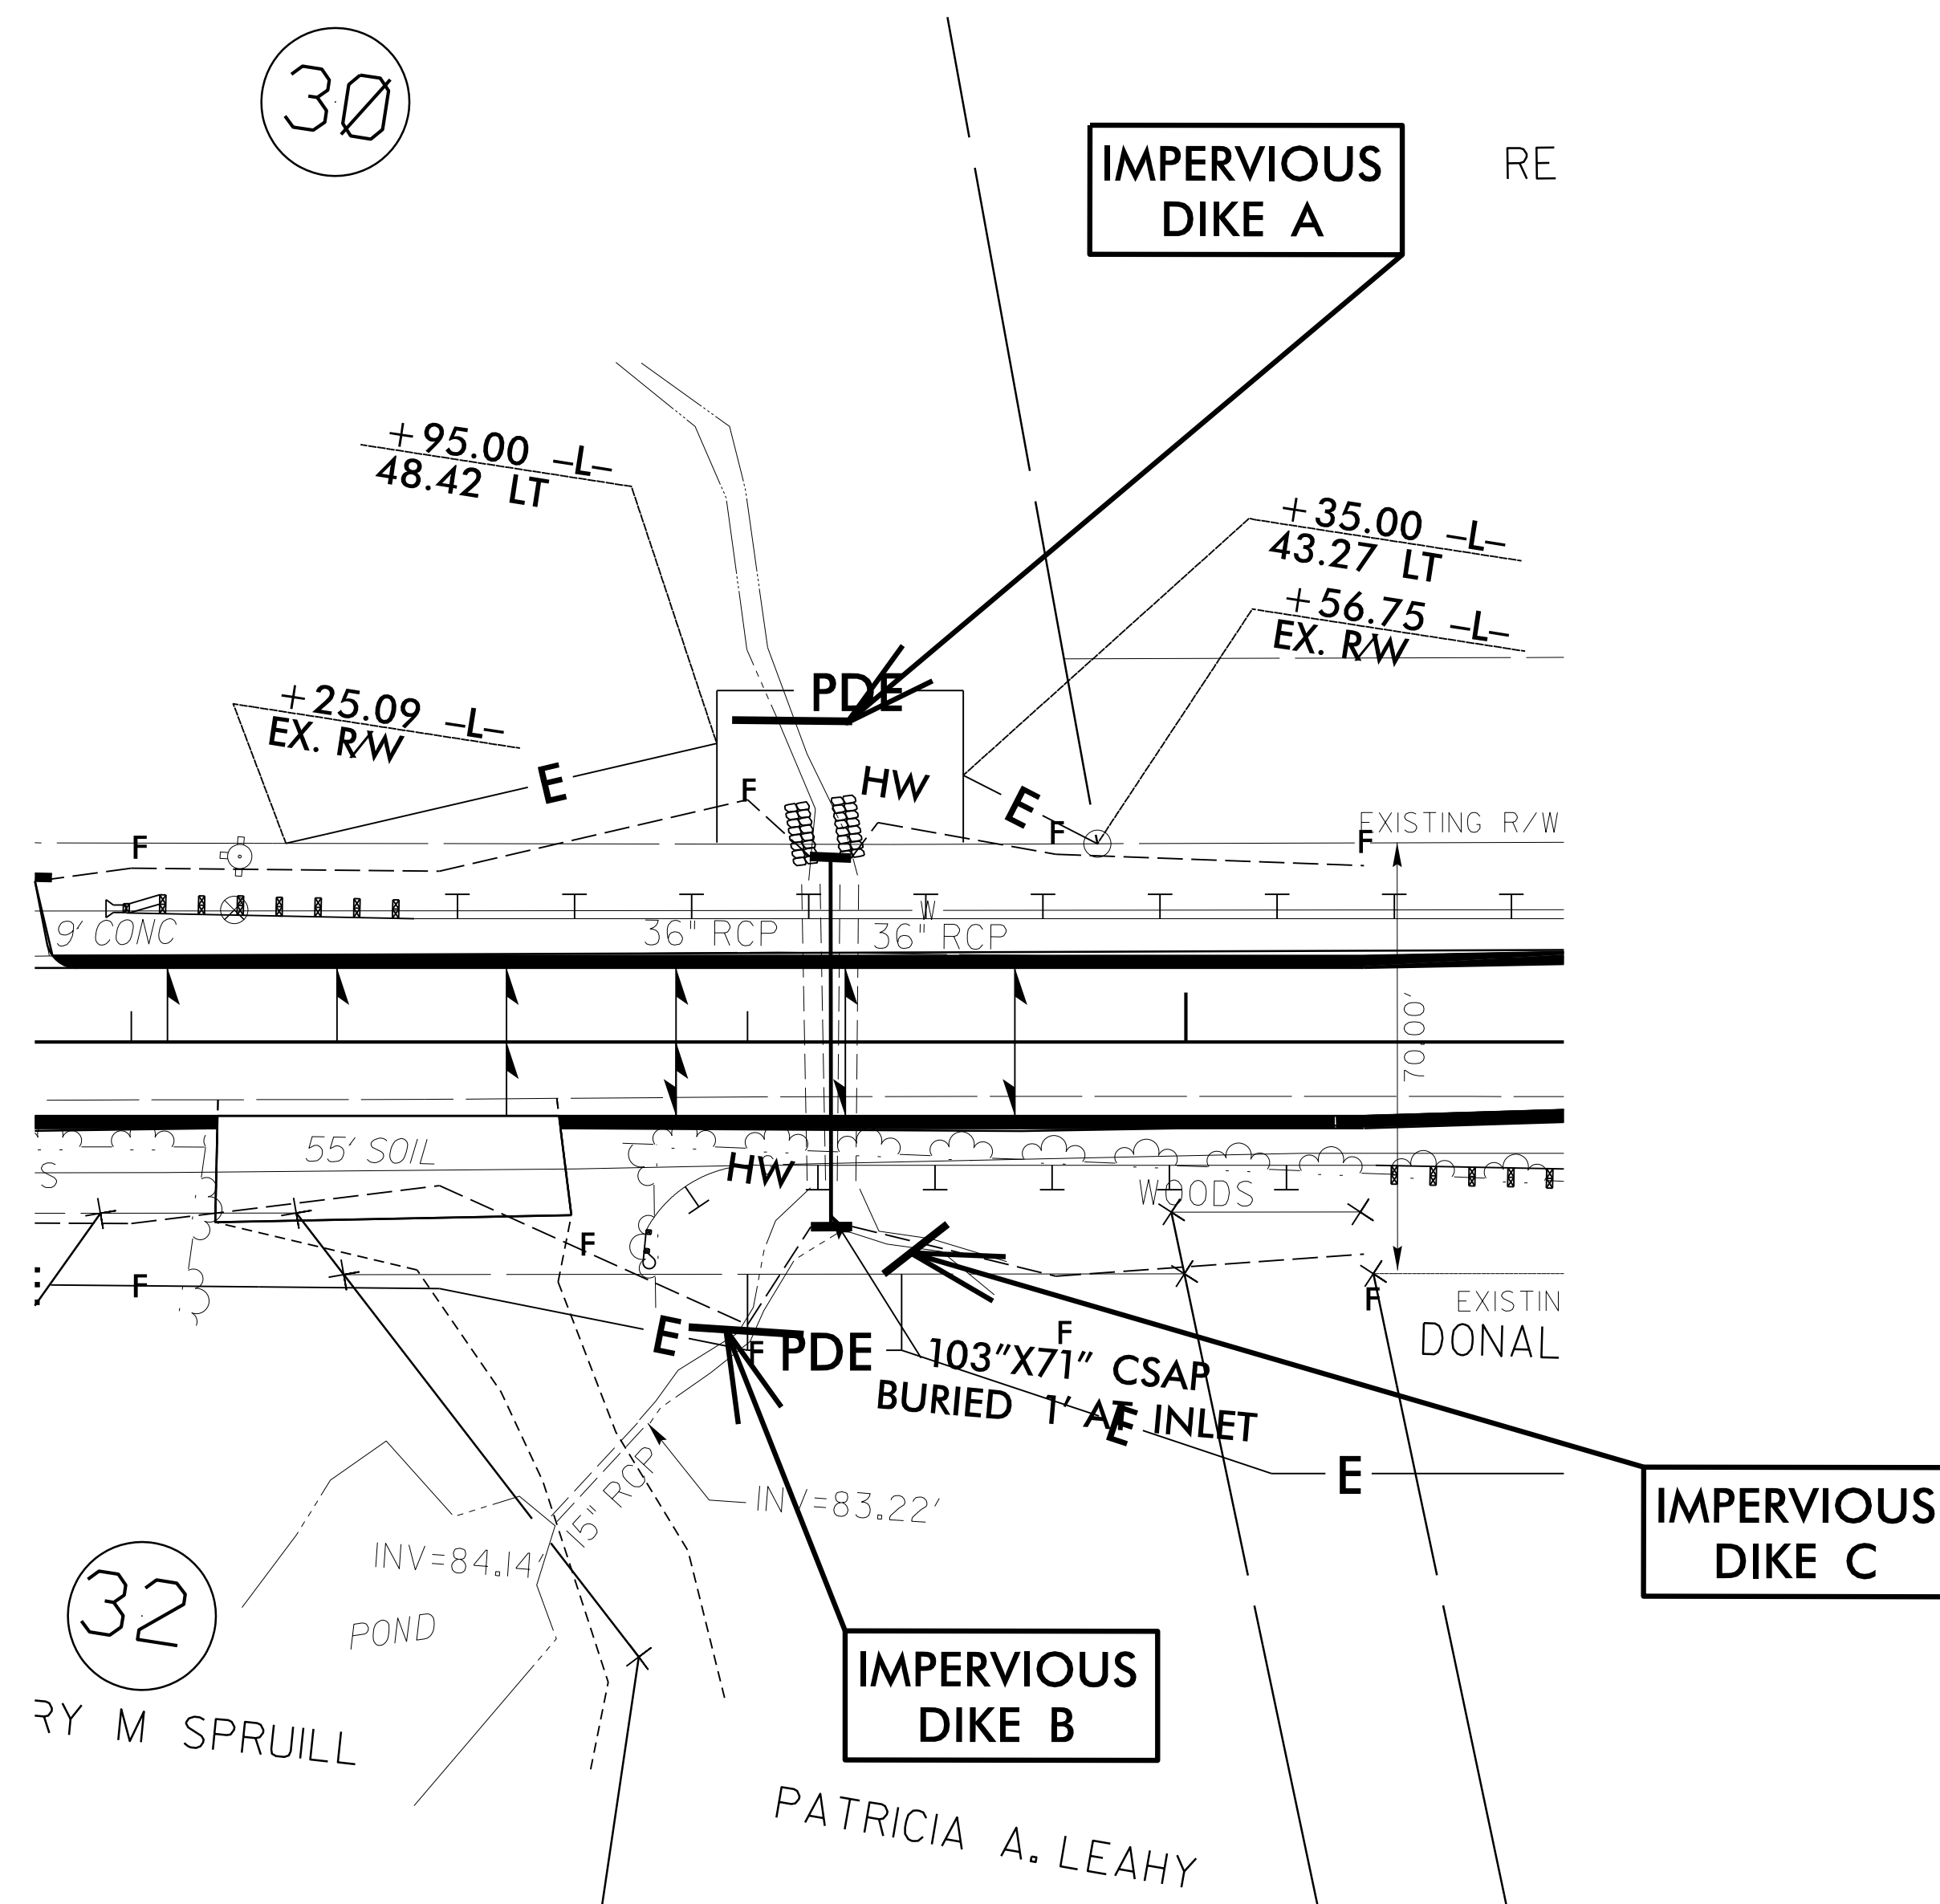 30
IMPERVIOUS
DIKE A
RE
+95.00 -L-
48.42 LT
+35.00 -L-
43.27 LT
+56.75 -L-
EX. R/W
+25.09 -L-
EX. R/W
PDE
E
F
HW
E
F
EXISTING R/W
F
F
9' CONC
36" RCP
W
36" RCP
70.00'
55' SOIL
S
HW
WOODS
F
F
F
EXISTIN
DONAL
E
F
PDE
F
103"X71" CSAP
BURIED 1' AT INLET
E
E
15" RCP
INV=83.22'
INV=84.14'
POND
IMPERVIOUS
DIKE C
32
IMPERVIOUS
DIKE B
RY M SPRUILL
PATRICIA A. LEAHY